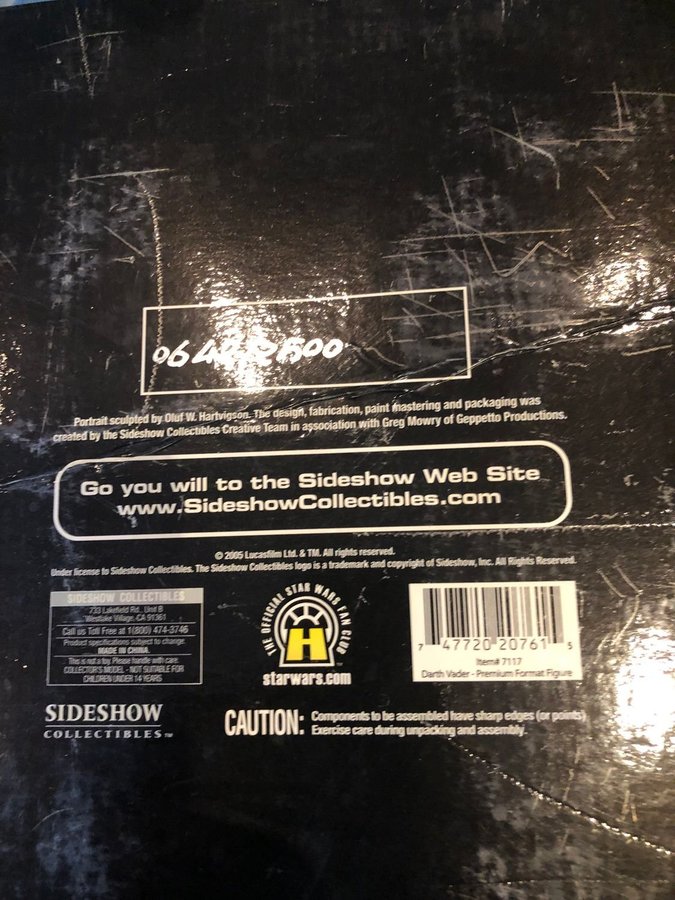 Portrait sculpted by Oluf W. Hartvigson. The design, fabrication, paint mastering and packaging was
created by the Sideshow Collectibles Creative Team in association with Greg Mowry of Geppetto Productions.
Go you will to the Sideshow Web Site
www.SideshowCollectibles.com
© 2005 Lucasfilm Ltd. & TM. All rights reserved.
Under license to Sideshow Collectibles. The Sideshow Collectibles logo is a trademark and copyright of Sideshow, Inc. All Rights Reserved.
SIDESHOW COLLECTIBLES
733 Lakefield Rd., Unit B
Westlake Village, CA 91361
Call us Toll Free at 1(800) 474-3746
Product specifications subject to change.
MADE IN CHINA.
This is not a toy. Please handle with care.
COLLECTOR'S MODEL - NOT SUITABLE FOR
CHILDREN UNDER 14 YEARS
THE OFFICIAL STAR WARS FAN CLUB
H
starwars.com
7 47720 20761 5
Item# 7117
Darth Vader - Premium Format Figure
SIDESHOW
COLLECTIBLES™
CAUTION: Components to be assembled have sharp edges (or points)
Exercise care during unpacking and assembly.